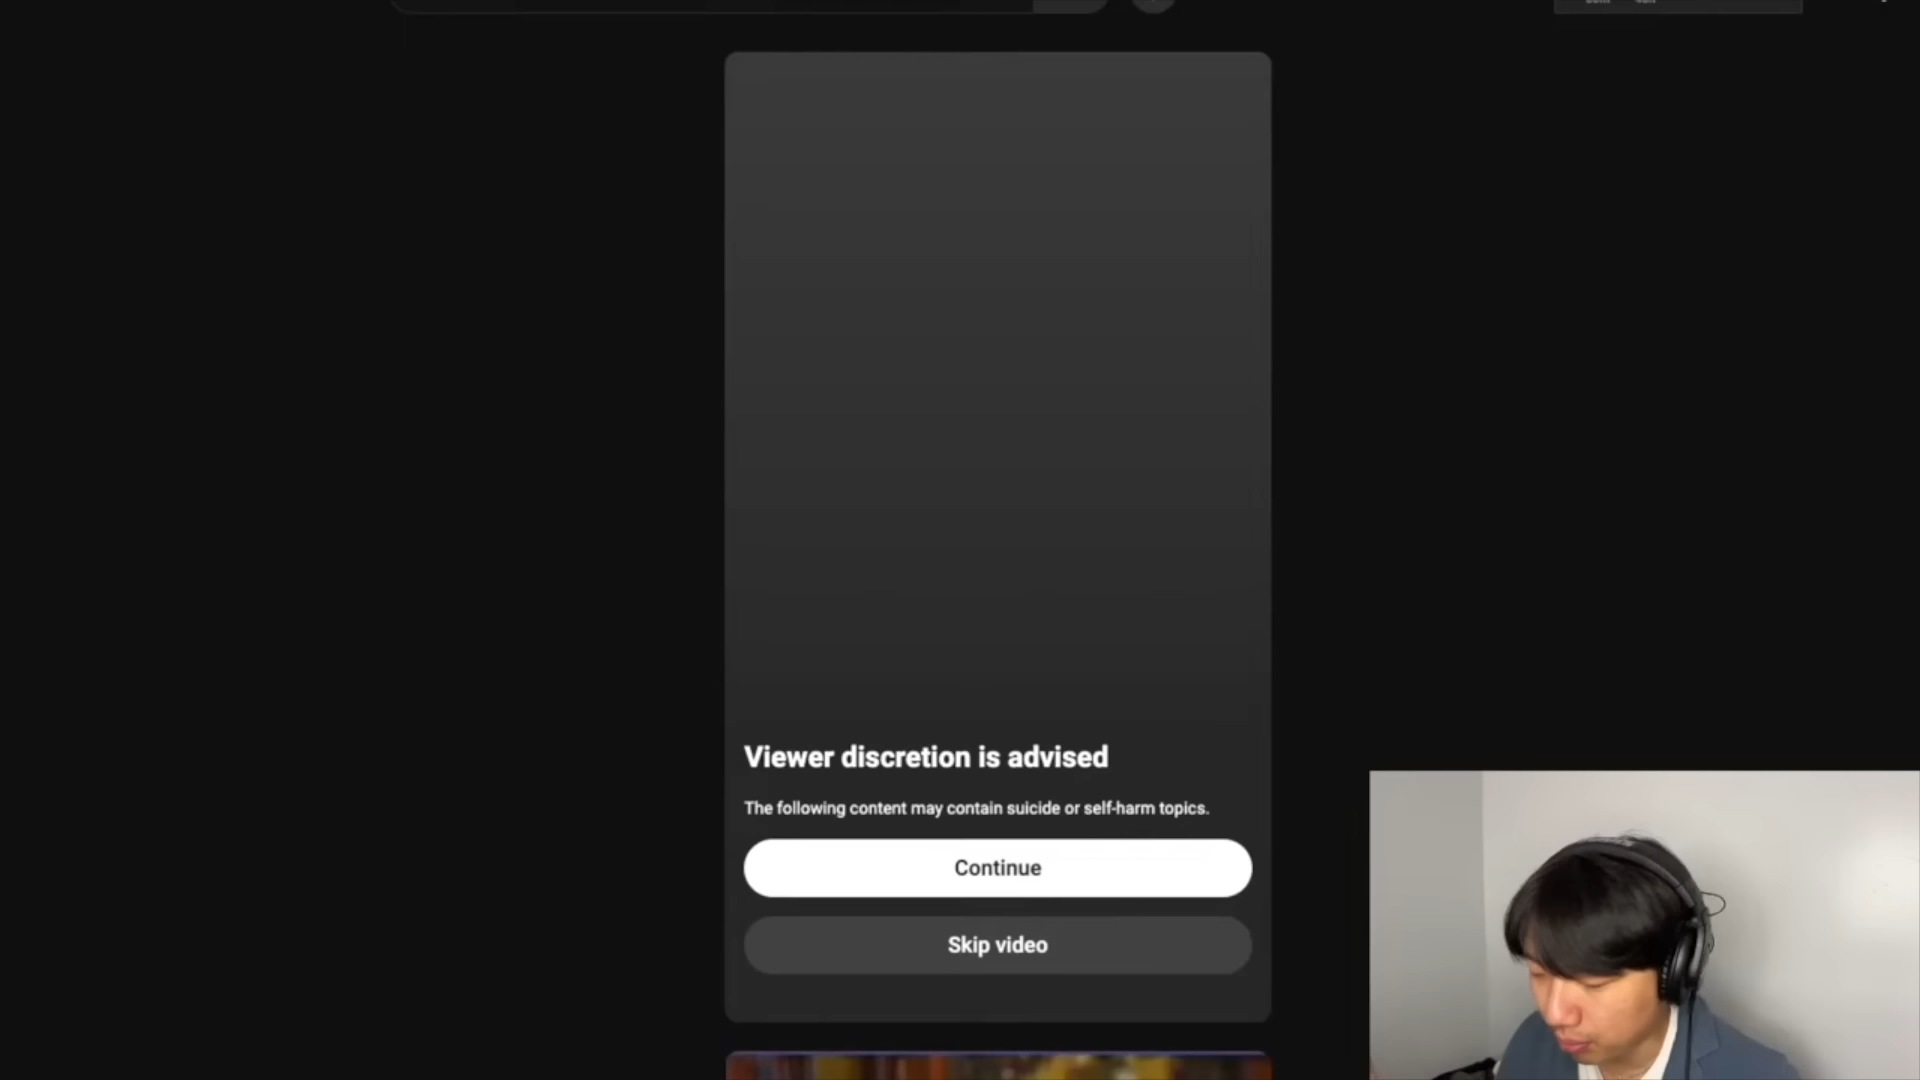 Viewer discretion is advised
The following content may contain suicide or self-harm topics.
Continue
Skip video